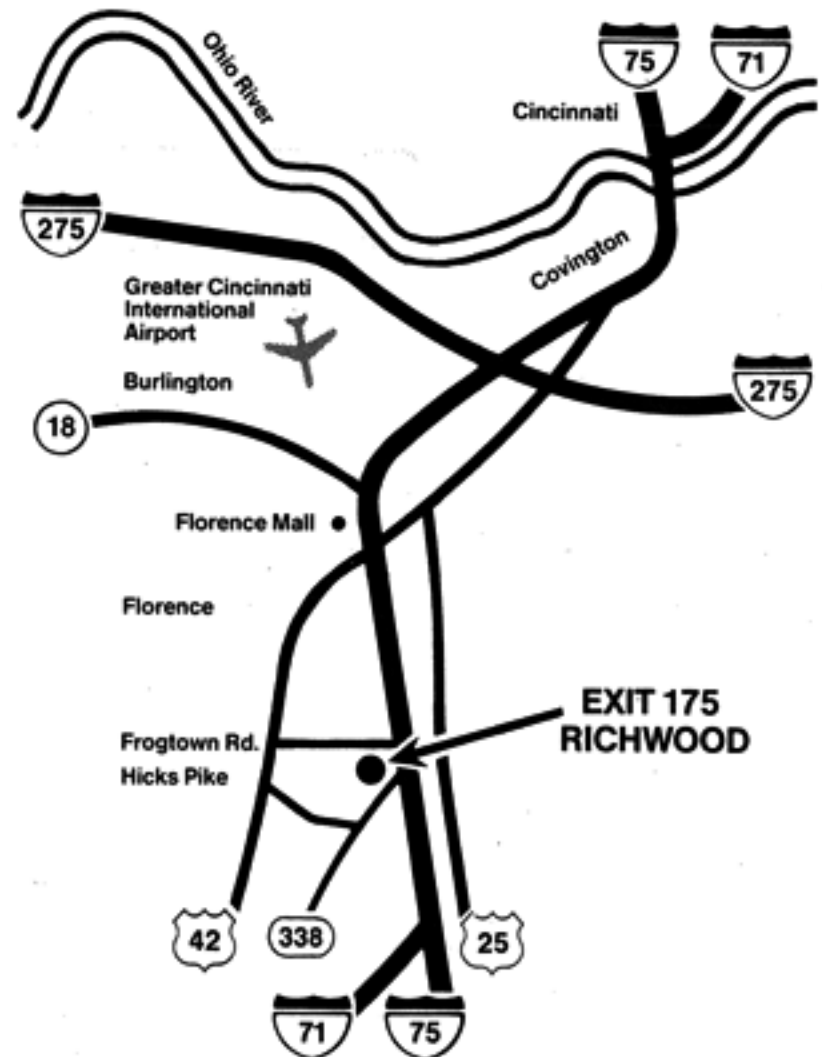 Ohio River
75
71
Cincinnati
275
Covington
Greater Cincinnati
International
Airport
Burlington
275
18
Florence Mall
Florence
EXIT 175
RICHWOOD
Frogtown Rd.
Hicks Pike
42
338
25
71
75